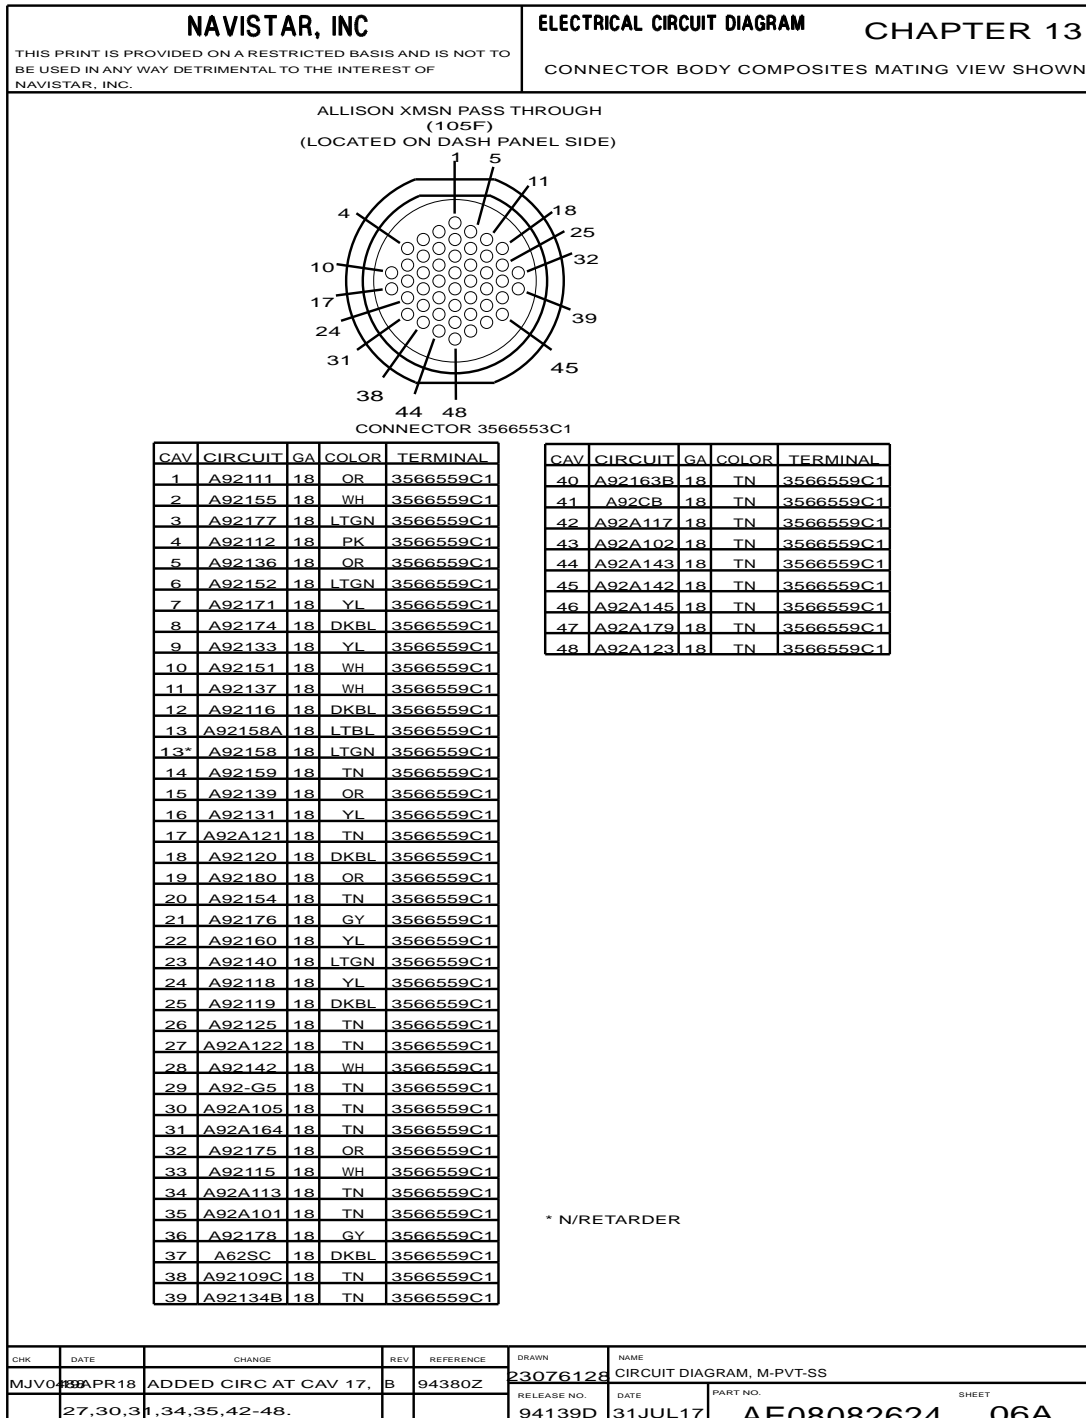 NAVISTAR, INC
THIS PRINT IS PROVIDED ON A RESTRICTED BASIS AND IS NOT TO
BE USED IN ANY WAY DETRIMENTAL TO THE INTEREST OF
NAVISTAR, INC.
ELECTRICAL CIRCUIT DIAGRAM CHAPTER 13
CONNECTOR BODY COMPOSITES MATING VIEW SHOWN
ALLISON XMSN PASS THROUGH
(105F)
(LOCATED ON DASH PANEL SIDE)
1 5
11
4 18
25
10 32
17
39
24
31
45
38
44 48
CONNECTOR 3566553C1
CAV CIRCUIT GA COLOR TERMINAL
1 A92111 18 OR 3566559C1
2 A92155 18 WH 3566559C1
3 A92177 18 LTGN 3566559C1
4 A92112 18 PK 3566559C1
5 A92136 18 OR 3566559C1
6 A92152 18 LTGN 3566559C1
7 A92171 18 YL 3566559C1
8 A92174 18 DKBL 3566559C1
9 A92133 18 YL 3566559C1
10 A92151 18 WH 3566559C1
11 A92137 18 WH 3566559C1
12 A92116 18 DKBL 3566559C1
13 A92158A 18 LTBL 3566559C1
13* A92158 18 LTGN 3566559C1
14 A92159 18 TN 3566559C1
15 A92139 18 OR 3566559C1
16 A92131 18 YL 3566559C1
17 A92A121 18 TN 3566559C1
18 A92120 18 DKBL 3566559C1
19 A92180 18 OR 3566559C1
20 A92154 18 TN 3566559C1
21 A92176 18 GY 3566559C1
22 A92160 18 YL 3566559C1
23 A92140 18 LTGN 3566559C1
24 A92118 18 YL 3566559C1
25 A92119 18 DKBL 3566559C1
26 A92125 18 TN 3566559C1
27 A92A122 18 TN 3566559C1
28 A92142 18 WH 3566559C1
29 A92-G5 18 TN 3566559C1
30 A92A105 18 TN 3566559C1
31 A92A164 18 TN 3566559C1
32 A92175 18 OR 3566559C1
33 A92115 18 WH 3566559C1
34 A92A113 18 TN 3566559C1
35 A92A101 18 TN 3566559C1
36 A92178 18 GY 3566559C1
37 A62SC 18 DKBL 3566559C1
38 A92109C 18 TN 3566559C1
39 A92134B 18 TN 3566559C1
CAV CIRCUIT GA COLOR TERMINAL
40 A92163B 18 TN 3566559C1
41 A92CB 18 TN 3566559C1
42 A92A117 18 TN 3566559C1
43 A92A102 18 TN 3566559C1
44 A92A143 18 TN 3566559C1
45 A92A142 18 TN 3566559C1
46 A92A145 18 TN 3566559C1
47 A92A179 18 TN 3566559C1
48 A92A123 18 TN 3566559C1
* N/RETARDER
CHK DATE CHANGE REV REFERENCE
ADDED CIRC AT CAV 17, B 94380Z
27,30,31,34,35,42-48.
DRAWN NAME
23076128 CIRCUIT DIAGRAM, M-PVT-SS
RELEASE NO. DATE PART NO. SHEET
94139D 31JUL17 AE08082624 06A